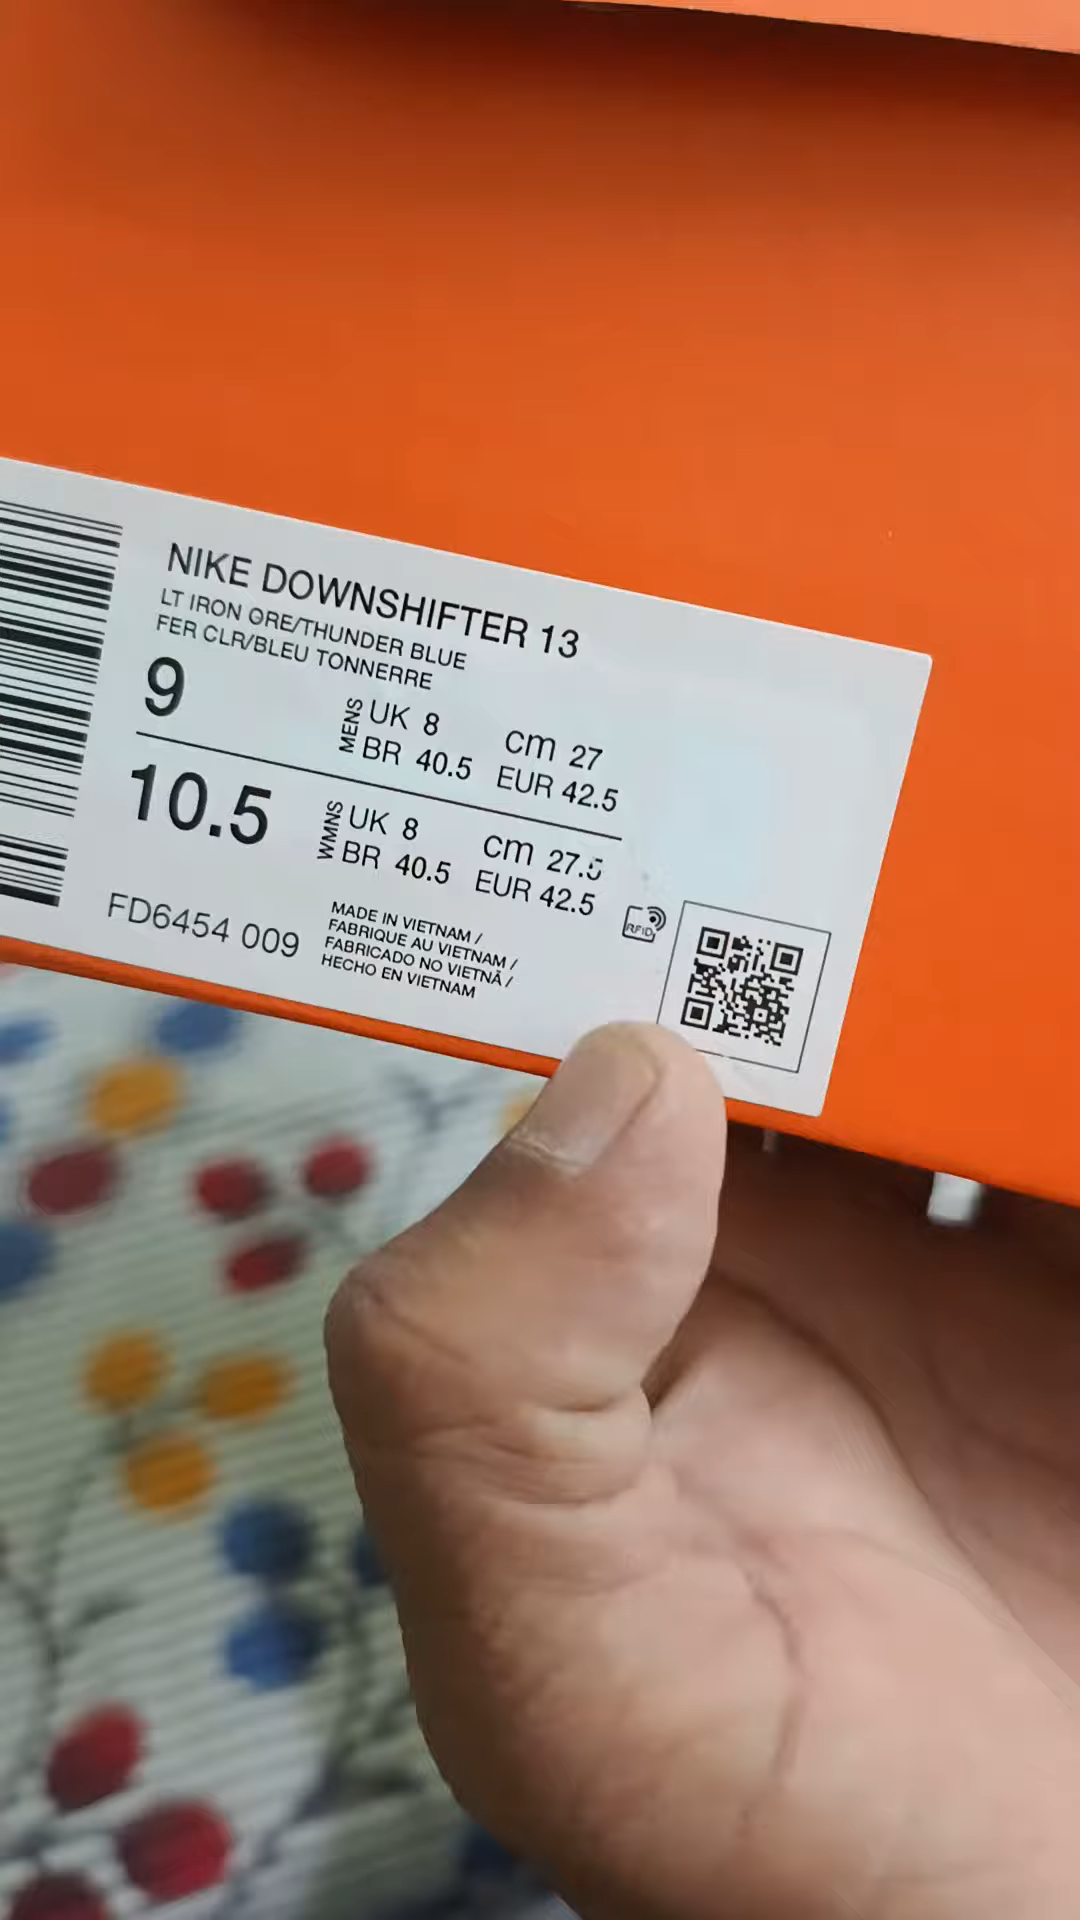 NIKE DOWNSHIFTER 13
LT IRON ORE/THUNDER BLUE
FER CLR/BLEU TONNERRE
9
MENS
UK 8 cm 27
BR 40.5 EUR 42.5
10.5
WMNS
UK 8 cm 27.5
BR 40.5 EUR 42.5
FD6454 009
MADE IN VIETNAM /
FABRIQUE AU VIETNAM /
FABRICADO NO VIETNÃ /
HECHO EN VIETNAM
RFID